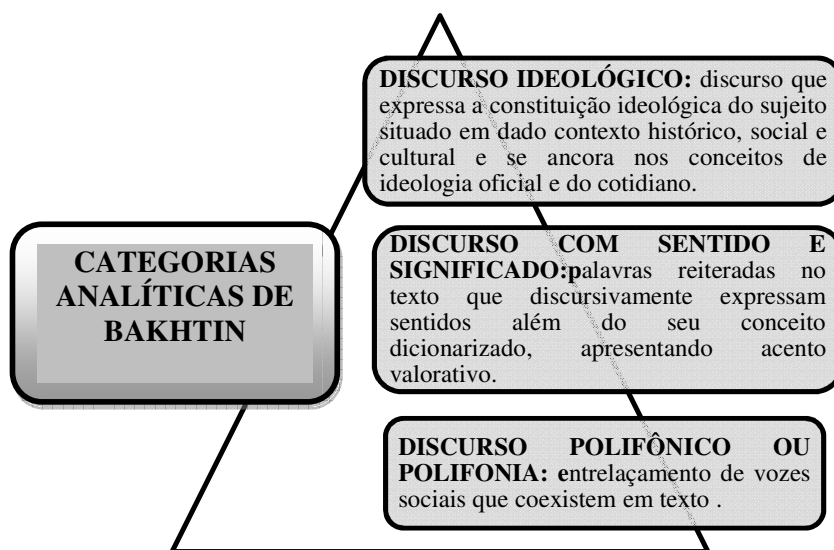 CATEGORIAS
ANALÍTICAS DE
BAKHTIN
DISCURSO IDEOLÓGICO: discurso que
expressa a constituição ideológica do sujeito
situado em dado contexto histórico, social e
cultural e se ancora nos conceitos de
ideologia oficial e do cotidiano.
DISCURSO COM SENTIDO E
SIGNIFICADO:palavras reiteradas no
texto que discursivamente expressam
sentidos além do seu conceito
dicionarizado, apresentando acento
valorativo.
DISCURSO POLIFÔNICO OU
POLIFONIA: entrelaçamento de vozes
sociais que coexistem em texto .